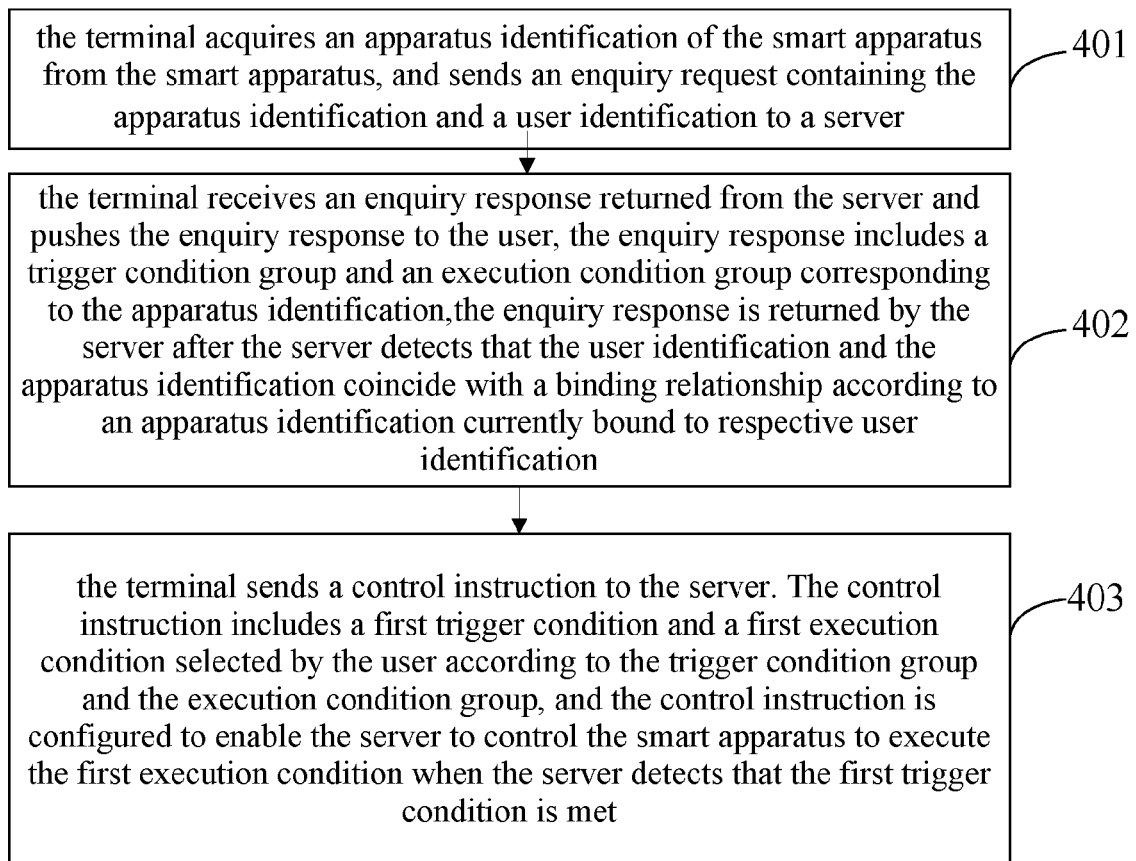 the terminal acquires an apparatus identification of the smart apparatus
from the smart apparatus, and sends an enquiry request containing the
apparatus identification and a user identification to a server
401
the terminal receives an enquiry response returned from the server and
pushes the enquiry response to the user, the enquiry response includes a
trigger condition group and an execution condition group corresponding
to the apparatus identification,the enquiry response is returned by the
server after the server detects that the user identification and the
apparatus identification coincide with a binding relationship according to
an apparatus identification currently bound to respective user
identification
402
the terminal sends a control instruction to the server. The control
instruction includes a first trigger condition and a first execution
condition selected by the user according to the trigger condition group
and the execution condition group, and the control instruction is
configured to enable the server to control the smart apparatus to execute
the first execution condition when the server detects that the first trigger
condition is met
403